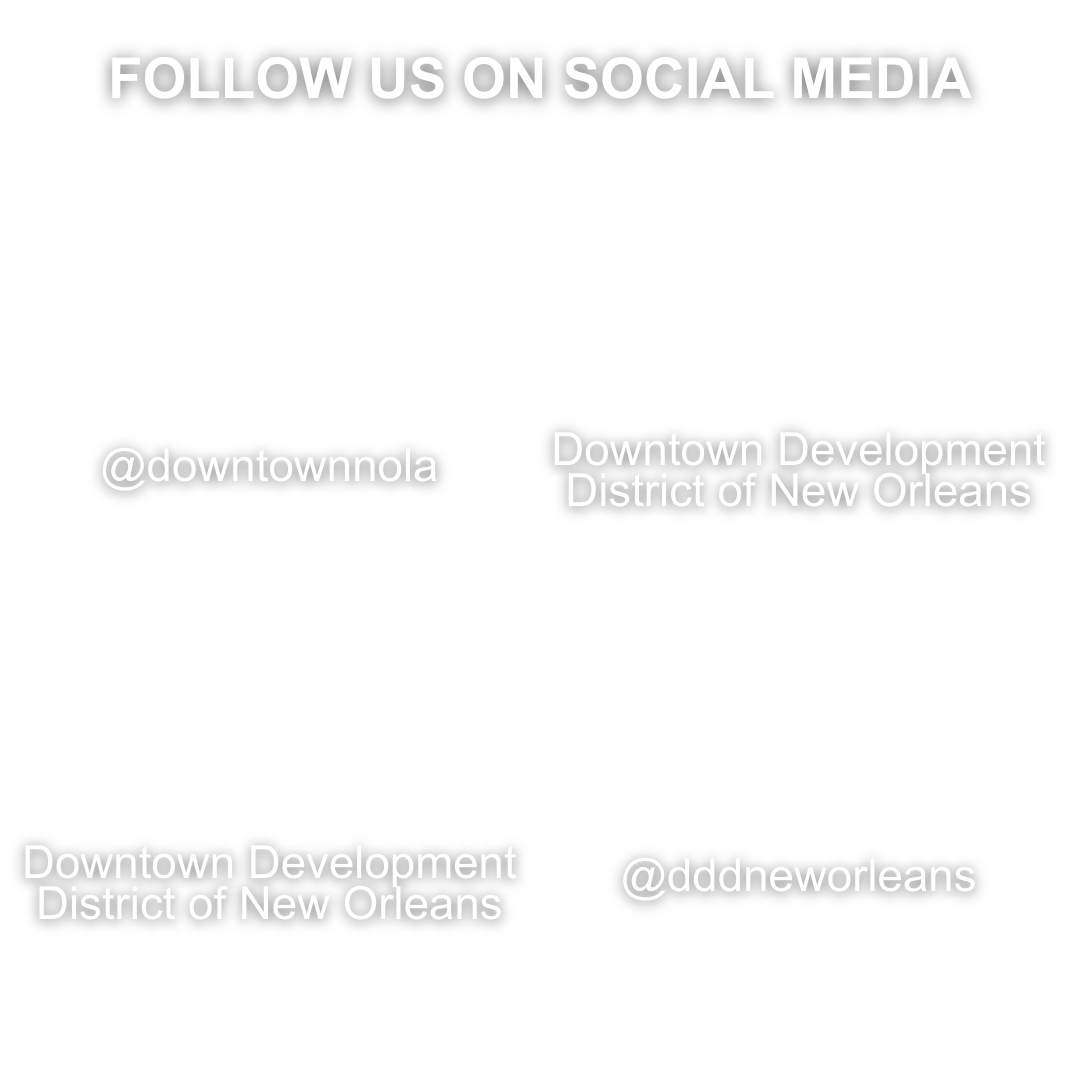 FOLLOW US ON SOCIAL MEDIA
@downtownnola
Downtown Development
District of New Orleans
Downtown Development
District of New Orleans
@dddneworleans